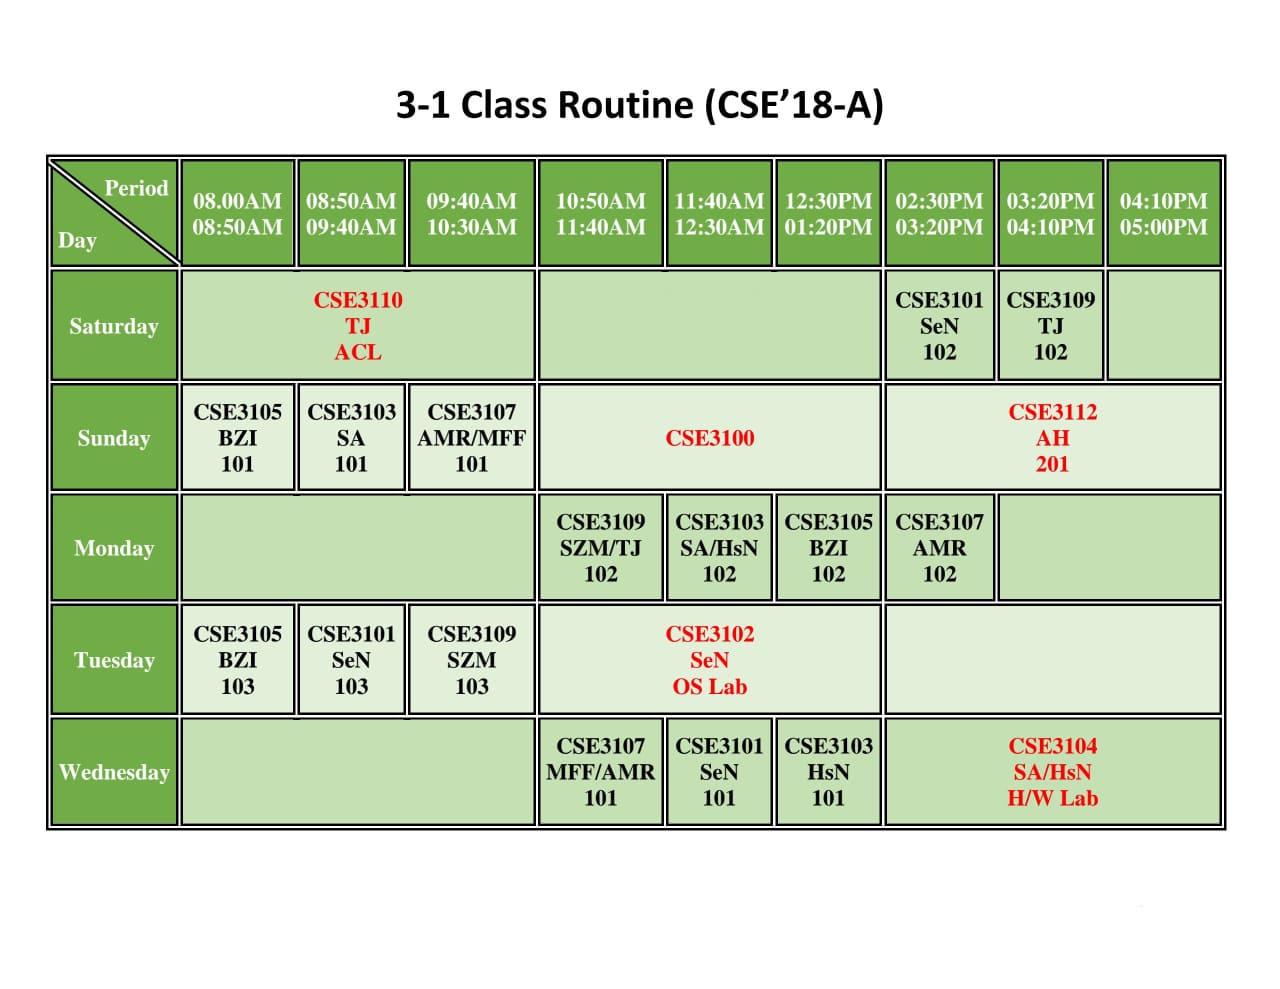 3-1 Class Routine (CSE’18-A)
Period
Day
08.00AM
08:50AM
08:50AM
09:40AM
09:40AM
10:30AM
10:50AM
11:40AM
11:40AM
12:30AM
12:30PM
01:20PM
02:30PM
03:20PM
03:20PM
04:10PM
04:10PM
05:00PM
Saturday
CSE3110
TJ
ACL
CSE3101
SeN
102
CSE3109
TJ
102
Sunday
CSE3105
BZI
101
CSE3103
SA
101
CSE3107
AMR/MFF
101
CSE3100
CSE3112
AH
201
Monday
CSE3109
SZM/TJ
102
CSE3103
SA/HsN
102
CSE3105
BZI
102
CSE3107
AMR
102
Tuesday
CSE3105
BZI
103
CSE3101
SeN
103
CSE3109
SZM
103
CSE3102
SeN
OS Lab
Wednesday
CSE3107
MFF/AMR
101
CSE3101
SeN
101
CSE3103
HsN
101
CSE3104
SA/HsN
H/W Lab